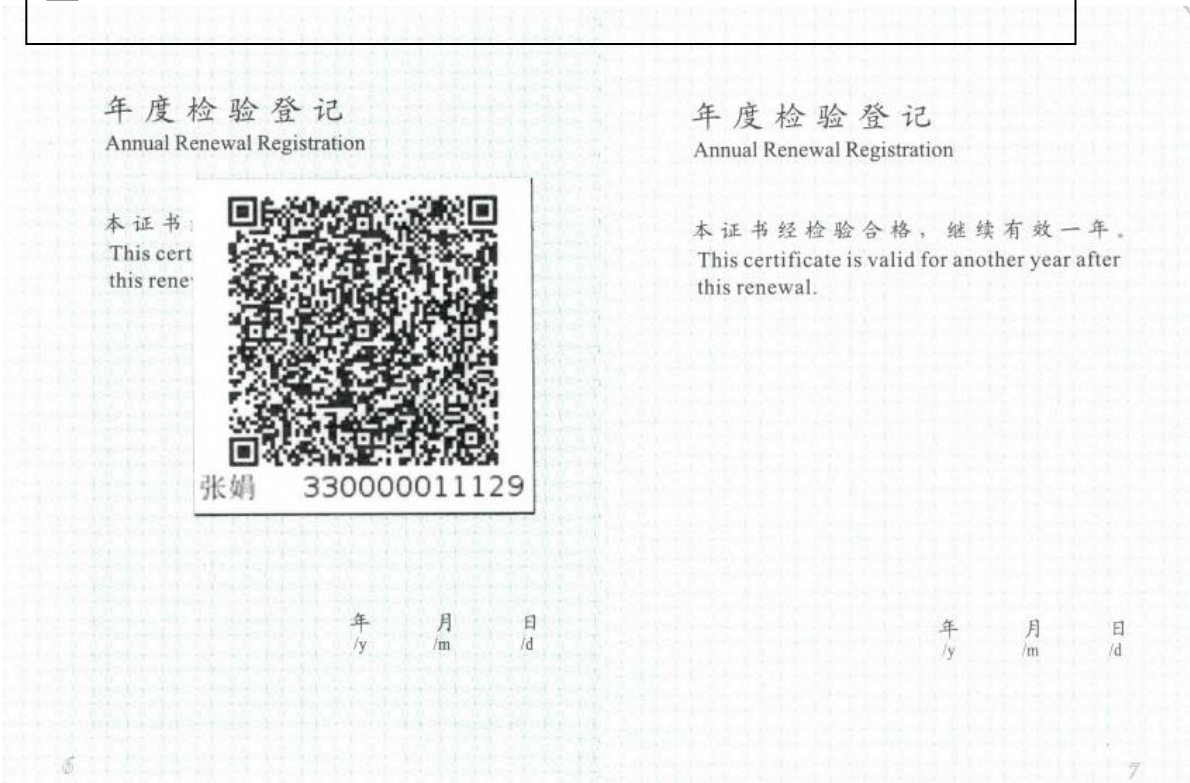 年度检验登记
Annual Renewal Registration
本证书
This cert
this rene
张娟 330000011129
年 月 日
/y /m /d
6
年度检验登记
Annual Renewal Registration
本证书经检验合格，继续有效一年。
This certificate is valid for another year after
this renewal.
年 月 日
/y /m /d
7